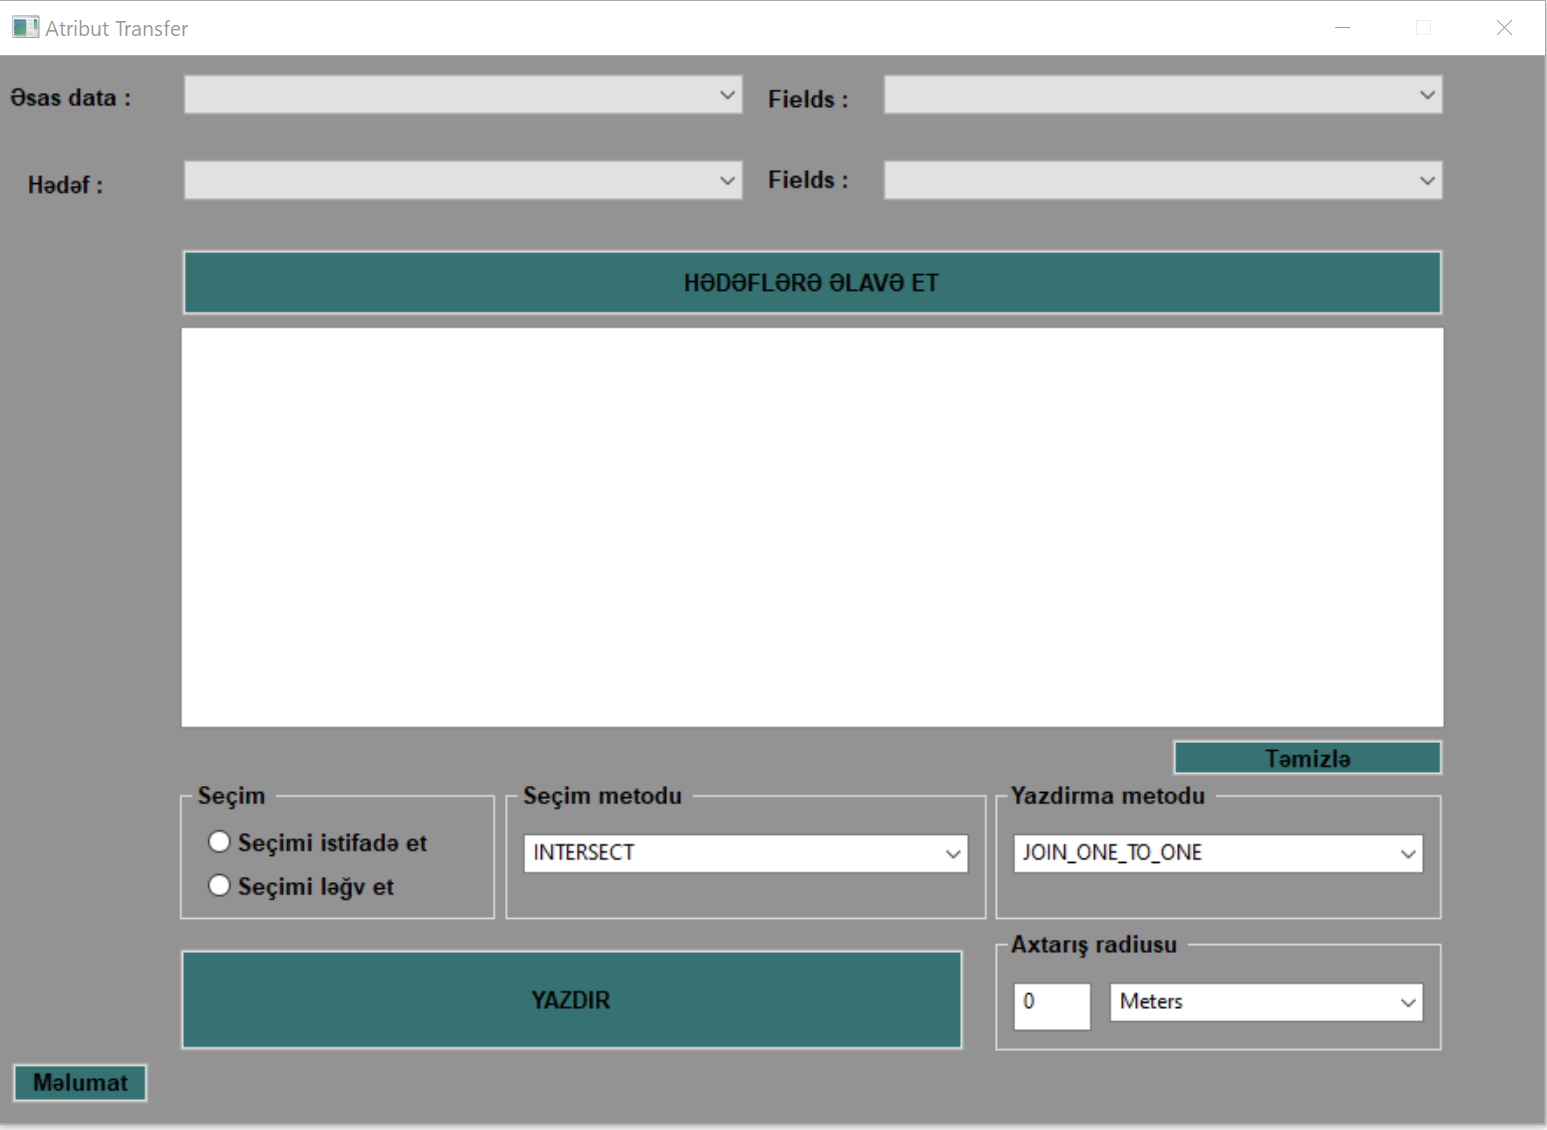 Atribut Transfer
Əsas data :
Fields :
Hədəf :
Fields :
HƏDƏFLƏRƏ ƏLAVƏ ET
Təmizlə
Seçim
Seçimi istifadə et
Seçimi ləğv et
Seçim metodu
INTERSECT
Yazdirma metodu
JOIN_ONE_TO_ONE
YAZDIR
Axtarış radiusu
0
Meters
Məlumat